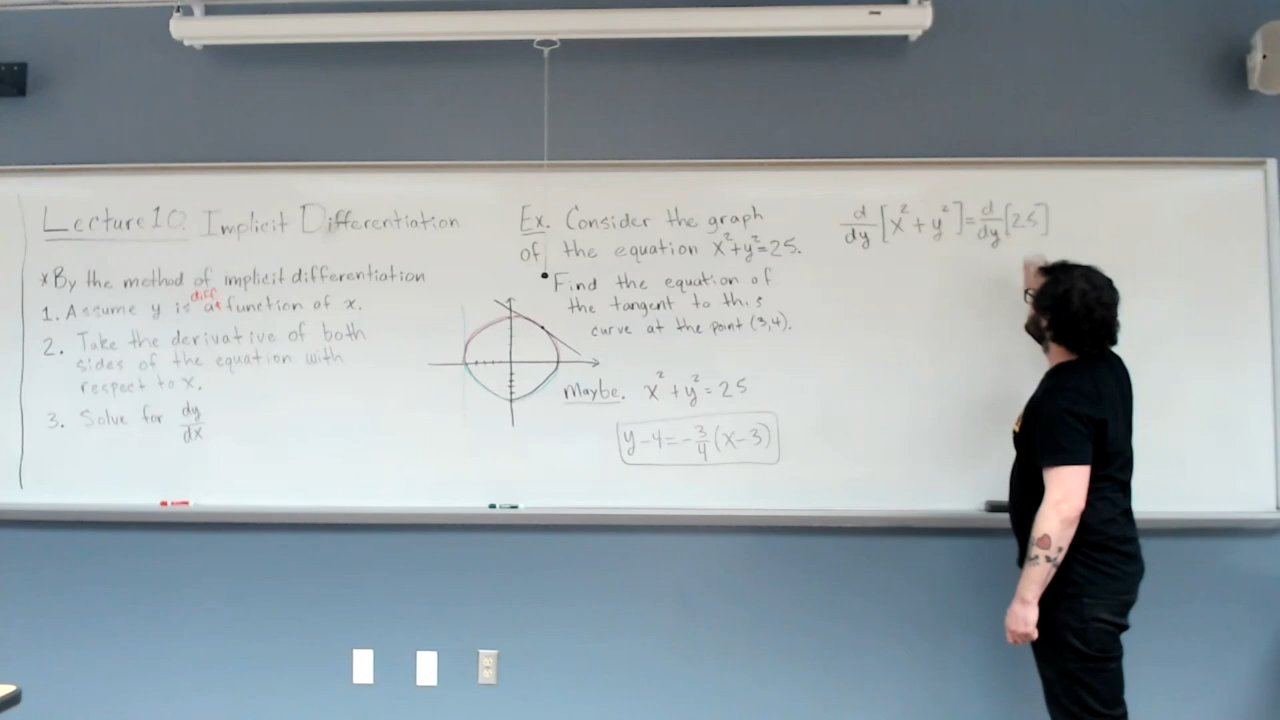 Lecture 10. Implicit Differentiation
*By the method of implicit differentiation
diff
1. Assume y is a function of x.
2. Take the derivative of both
sides of the equation with
respect to x.
3. Solve for dy/dx
Ex. Consider the graph
of the equation x²+y²=25.
Find the equation of
the tangent to this
curve at the point (3,4).
Maybe. x²+y²=25
y-4=-3/4(x-3)
d/dy[x²+y²]=d/dy[25]